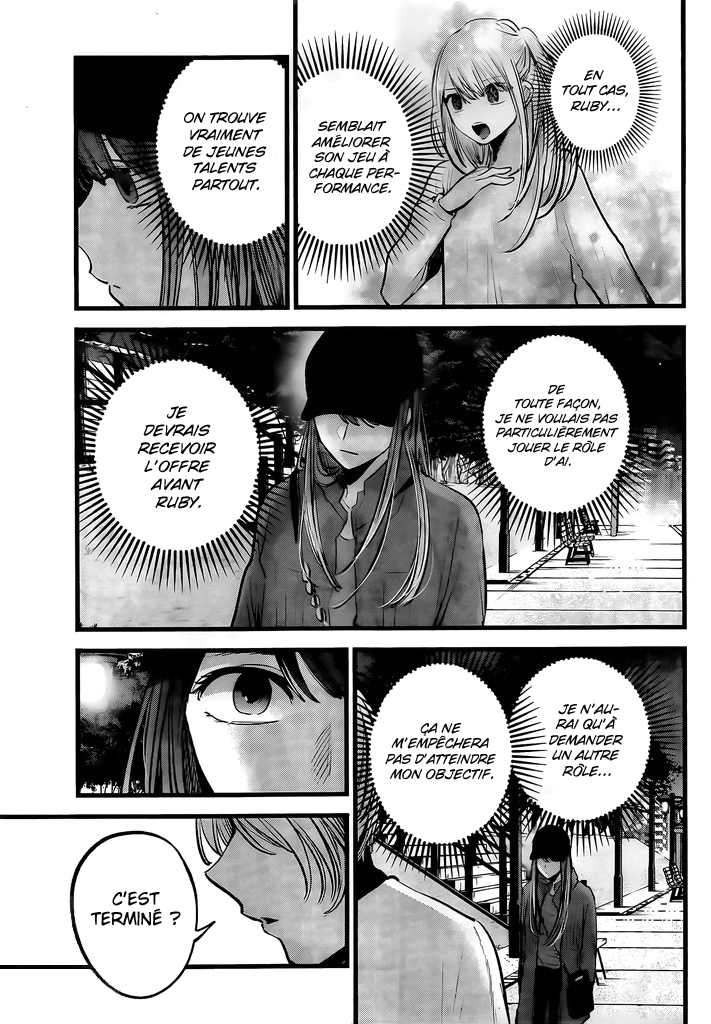 EN
TOUT CAS,
RUBY...
SEMBLAIT
AMÉLIORER
SON JEU À
CHAQUE PER-
FORMANCE.
ON TROUVE
VRAIMENT
DE JEUNES
TALENTS
PARTOUT.
DE
TOUTE FAÇON,
JE NE VOULAIS PAS
PARTICULIÈREMENT
JOUER LE RÔLE
D'AI.
JE
DEVRAIS
RECEVOIR
L'OFFRE
AVANT
RUBY.
JE N'AU-
RAI QU'À
DEMANDER
UN AUTRE
RÔLE...
ÇA NE
M'EMPÊCHERA
PAS D'ATTEINDRE
MON OBJECTIF.
C'EST
TERMINÉ ?